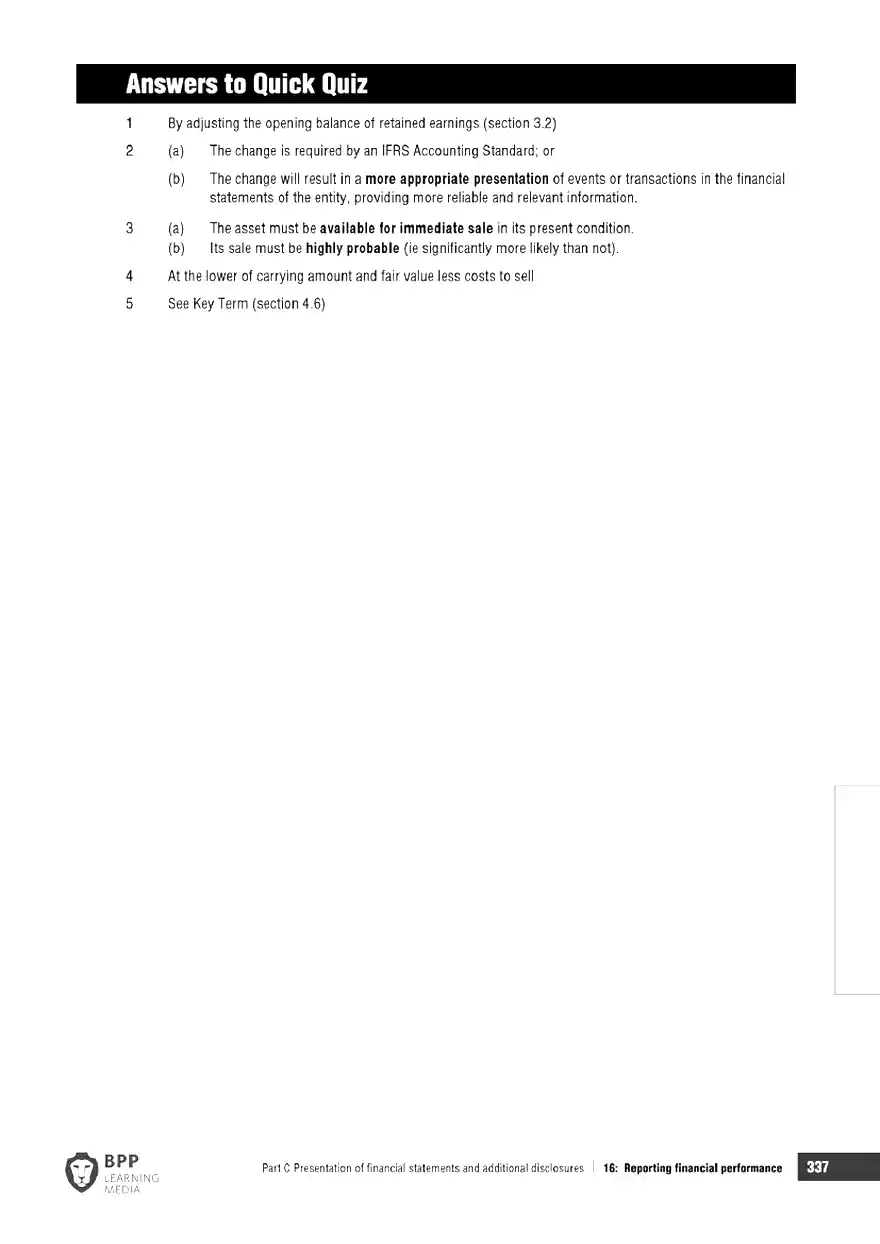 Answers to Quick Quiz
1 By adjusting the opening balance of retained earnings (section 3.2)
2 (a) The change is required by an IFRS Accounting Standard; or
(b) The change will result in a more appropriate presentation of events or transactions in the financial
statements of the entity, providing more reliable and relevant information.
3 (a) The asset must be available for immediate sale in its present condition.
(b) Its sale must be highly probable (ie significantly more likely than not).
4 At the lower of carrying amount and fair value less costs to sell
5 See Key Term (section 4.6)
BPP
LEARNING
MEDIA
Part C Presentation of financial statements and additional disclosures | 16: Reporting financial performance 337